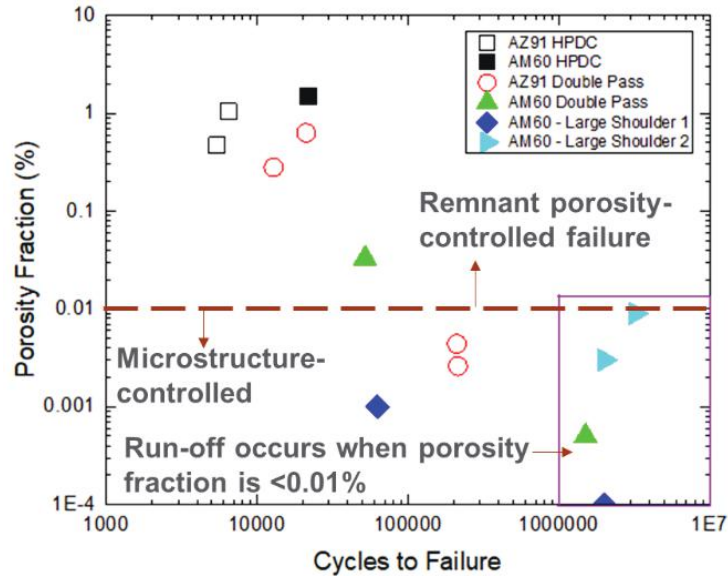 AZ91 HPDC
AM60 HPDC
AZ91 Double Pass
AM60 Double Pass
AM60 - Large Shoulder 1
AM60 - Large Shoulder 2
10
1
0.1
0.01
0.001
1E-4
Porosity Fraction (%)
Remnant porosity-
controlled failure
Microstructure-
controlled
Run-off occurs when porosity
fraction is <0.01%
1000
10000
100000
1000000
1E7
Cycles to Failure